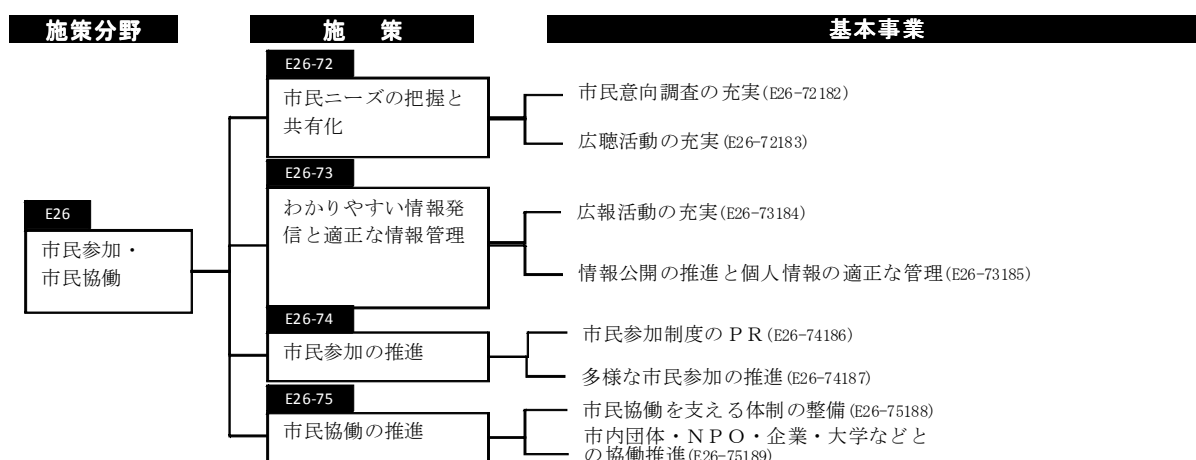 施策分野
施　策
基本事業
E26-72
市民ニーズの把握と
共有化
市民意向調査の充実(E26-72182)
広聴活動の充実(E26-72183)
E26-73
わかりやすい情報発
信と適正な情報管理
広報活動の充実(E26-73184)
情報公開の推進と個人情報の適正な管理(E26-73185)
E26
市民参加・
市民協働
E26-74
市民参加の推進
市民参加制度のＰＲ(E26-74186)
多様な市民参加の推進(E26-74187)
E26-75
市民協働の推進
市民協働を支える体制の整備(E26-75188)
市内団体・ＮＰＯ・企業・大学などと
の協働推進(E26-75189)